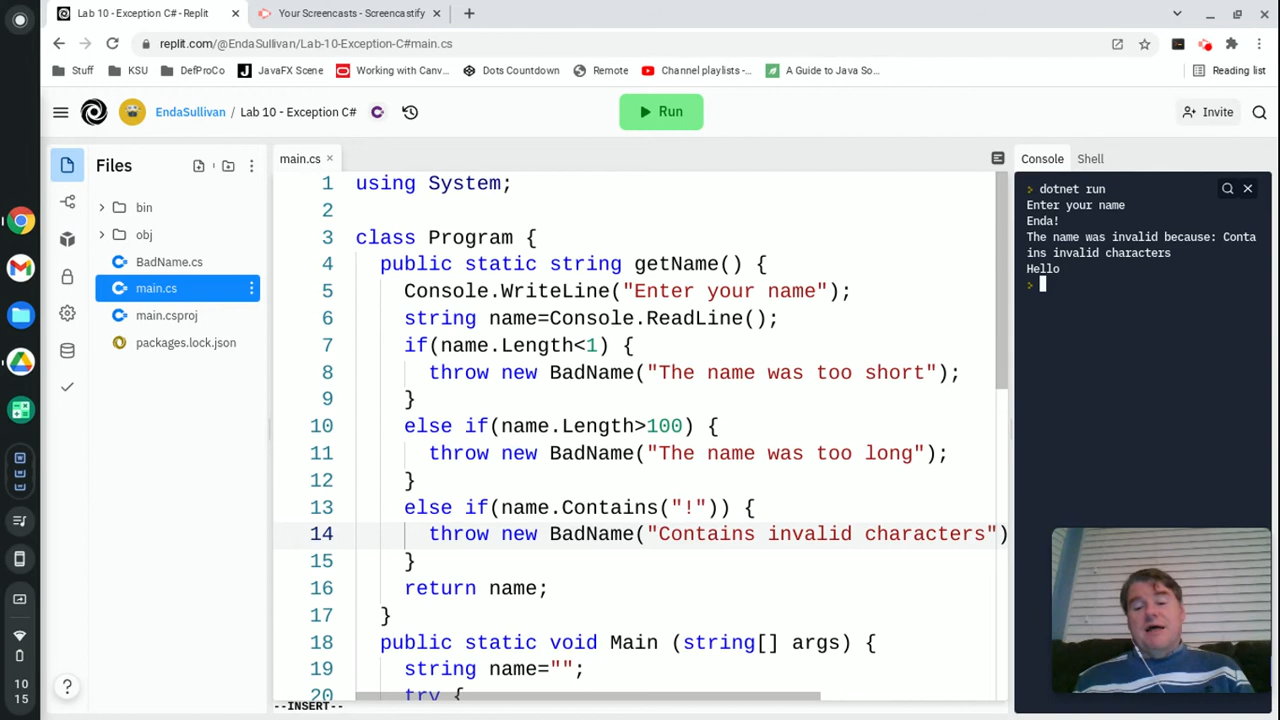 Lab 10 - Exception C# - Replit
Your Screencasts - Screencastify
replit.com/@EndaSullivan/Lab-10-Exception-C#main.cs
Stuff
KSU
DefProCo
JavaFX Scene
Working with Canv...
Dots Countdown
Remote
Channel playlists -...
A Guide to Java So...
Reading list
EndaSullivan / Lab 10 - Exception C#
Run
Invite
Files
bin
obj
BadName.cs
main.cs
main.csproj
packages.lock.json
main.cs
1 using System;
2
3 class Program {
4 public static string getName() {
5 Console.WriteLine("Enter your name");
6 string name=Console.ReadLine();
7 if(name.Length<1) {
8 throw new BadName("The name was too short");
9 }
10 else if(name.Length>100) {
11 throw new BadName("The name was too long");
12 }
13 else if(name.Contains("!")) {
14 throw new BadName("Contains invalid characters")
15 }
16 return name;
17 }
18 public static void Main (string[] args) {
19 string name="";
20 try {
--INSERT--
Console
Shell
> dotnet run
Enter your name
Enda!
The name was invalid because: Conta
ins invalid characters
Hello
>
10
15
?